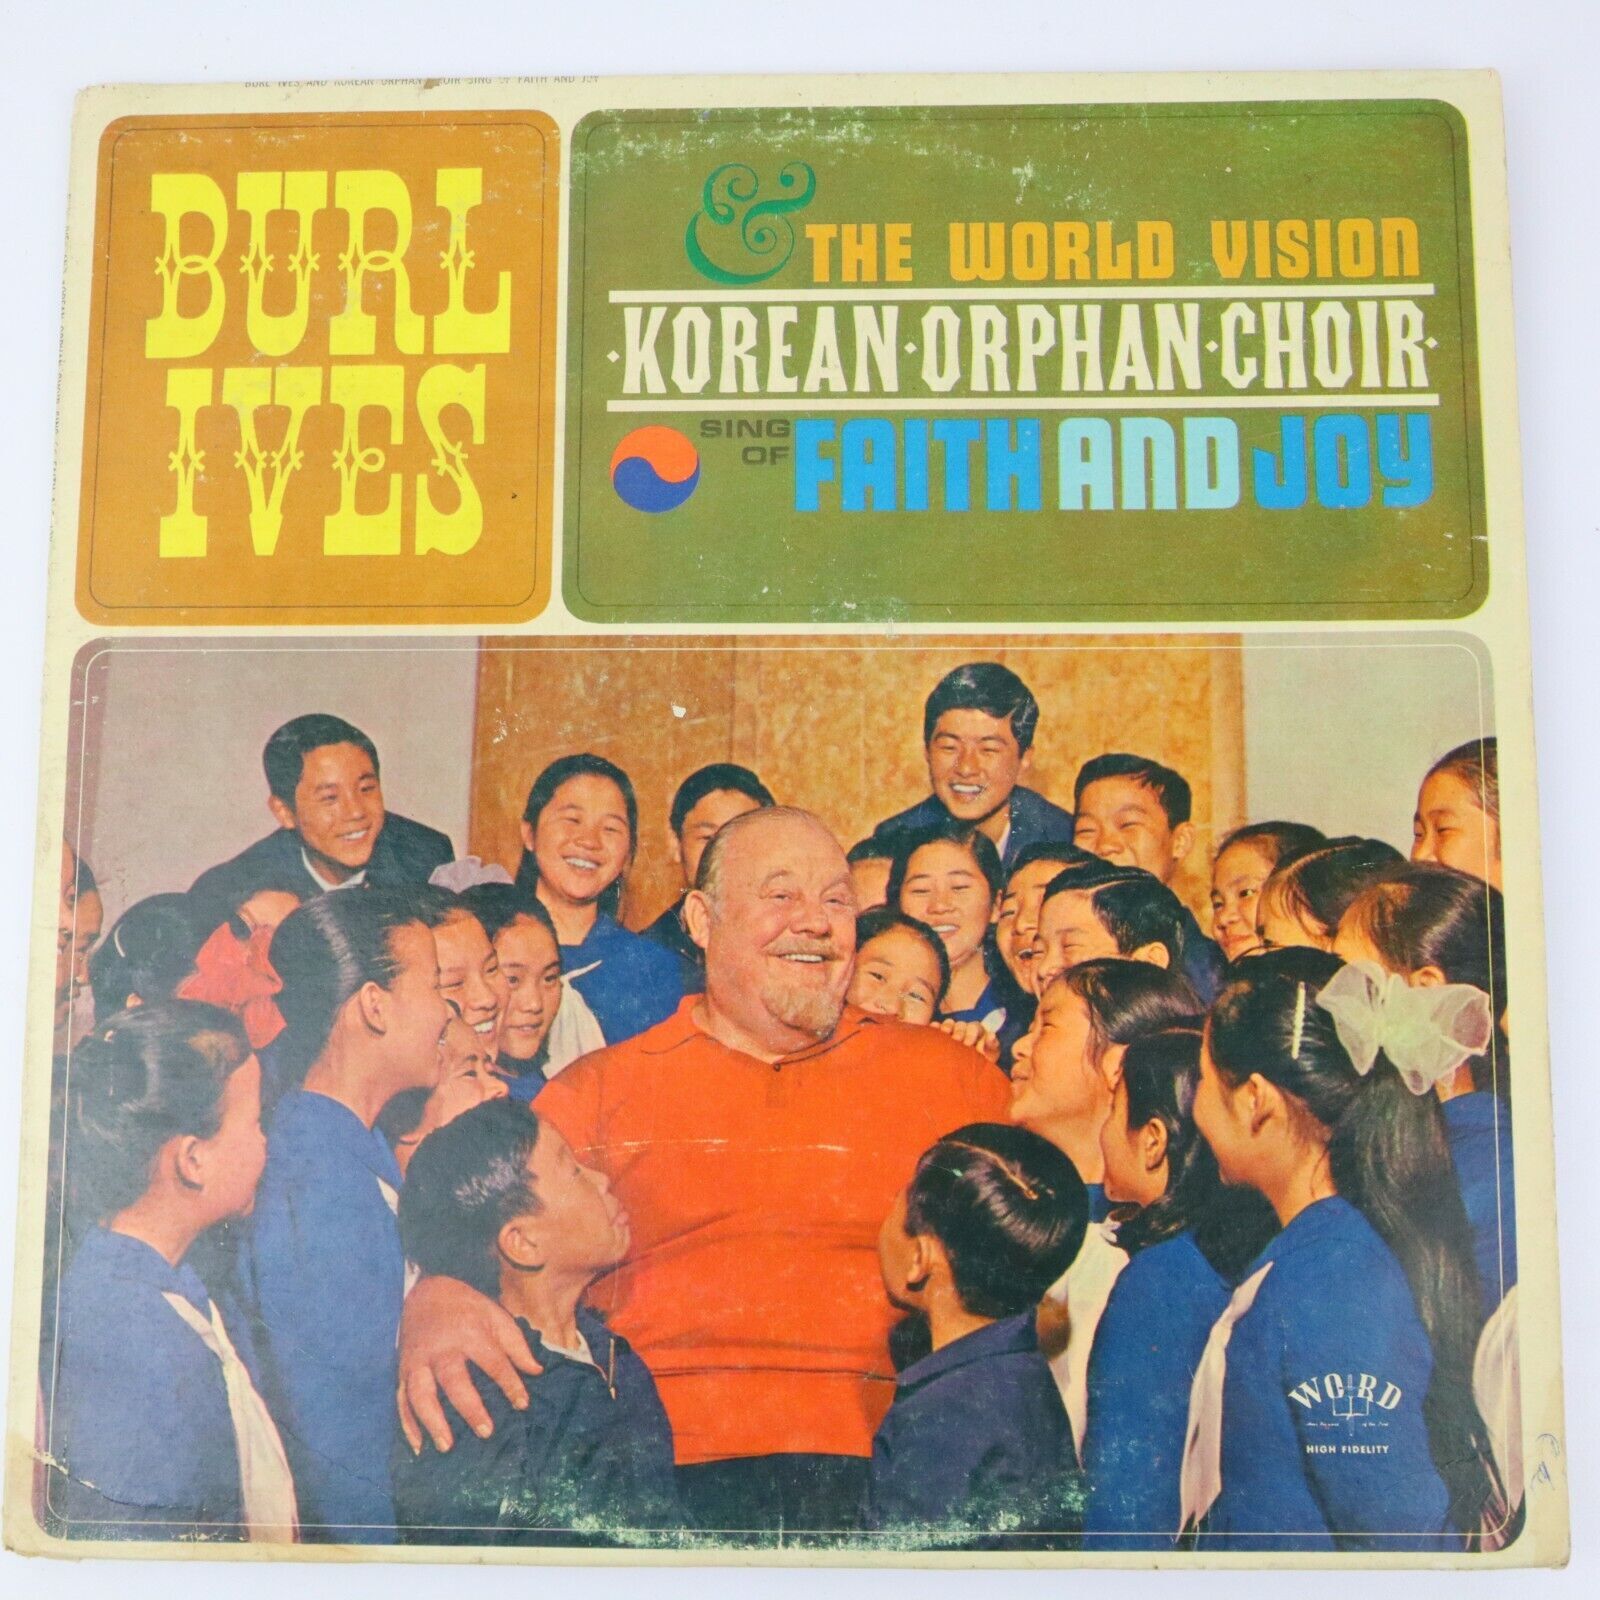 BURL IVES AND KOREAN ORPHAN CHOIR SING OF FAITH AND JOY
BURL
IVES
& THE WORLD VISION
·KOREAN·ORPHAN·CHOIR·
SING
OF
FAITH AND JOY
WORD
HIGH FIDELITY